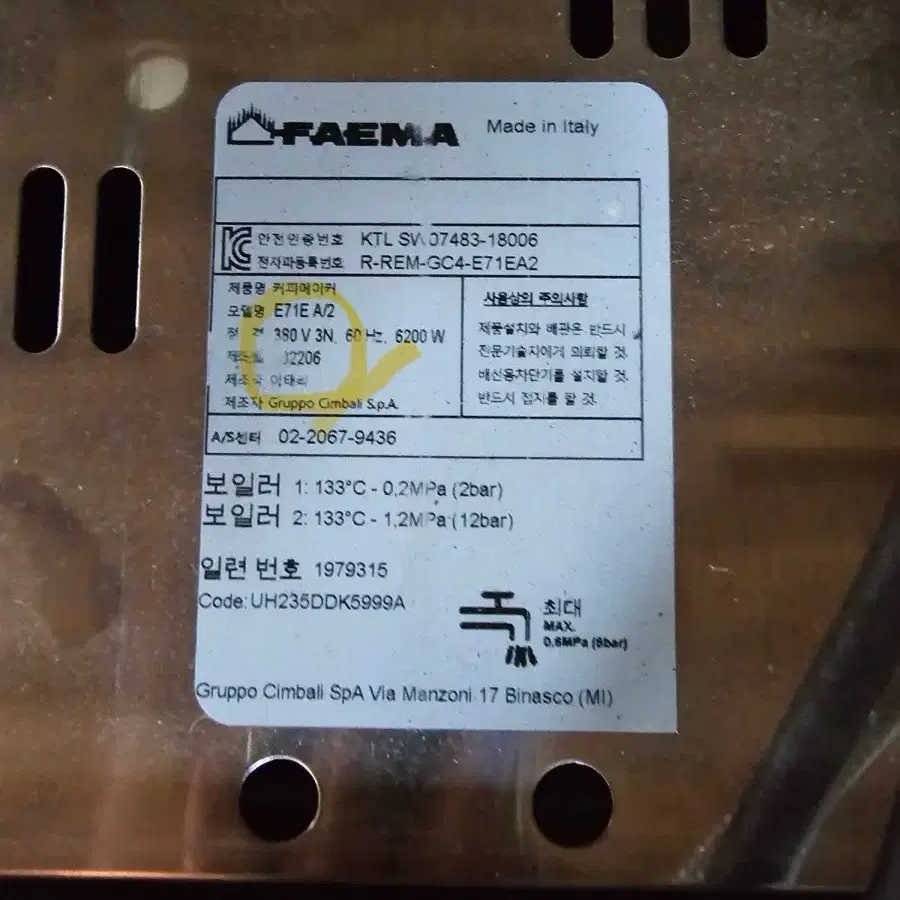 FAEMA Made in Italy
안전인증번호 KTL SW07483-18006
전자파등록번호 R-REM-GC4-E71EA2
제품명 커피메이커
모델명 E71E A/2
380 V 3N, 60 Hz, 6200 W
제조국 이태리
제조자 Gruppo Cimbali S.p.A.
사용상의 주의사항
제품설치와 배관은 반드시
전문기술자에게 의뢰할 것.
배선용차단기를 설치할 것.
반드시 접지를 할 것.
A/S센터 02-2067-9436
보일러 1: 133°C - 0,2MPa (2bar)
보일러 2: 133°C - 1,2MPa (12bar)
일련 번호 1979315
Code: UH235DDK5999A
최대
MAX.
0,6MPa (6bar)
Gruppo Cimbali SpA Via Manzoni 17 Binasco (MI)